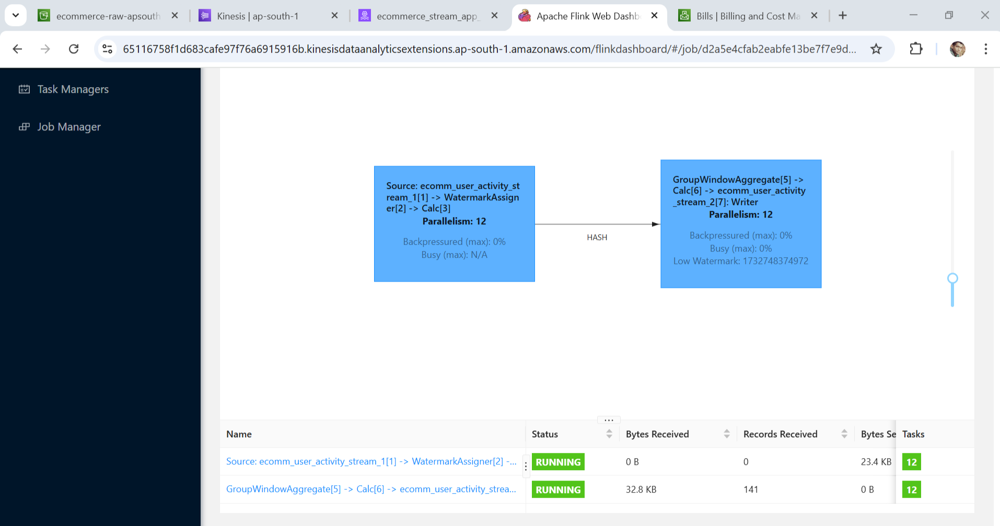 ecommerce-raw-apsouth
Kinesis | ap-south-1
ecommerce_stream_app_
Apache Flink Web Dashb
Bills | Billing and Cost Ma
65116758f1d683cafe97f76a6915916b.kinesisdataanalyticsextensions.ap-south-1.amazonaws.com/flinkdashboard/#/job/d2a5e4cfab2eabfe13be7f7e9d...
Task Managers
Job Manager
Source: ecomm_user_activity_st
ream_1[1] -> WatermarkAssign
er[2] -> Calc[3]
Parallelism: 12
Backpressured (max): 0%
Busy (max): N/A
HASH
GroupWindowAggregate[5] ->
Calc[6] -> ecomm_user_activity
_stream_2[7]: Writer
Parallelism: 12
Backpressured (max): 0%
Busy (max): 0%
Low Watermark: 1732748374972
Name Status Bytes Received Records Received Bytes Se Tasks
Source: ecomm_user_activity_stream_1[1] -> WatermarkAssigner[2] -... RUNNING 0 B 0 23.4 KB 12
GroupWindowAggregate[5] -> Calc[6] -> ecomm_user_activity_strea... RUNNING 32.8 KB 141 0 B 12